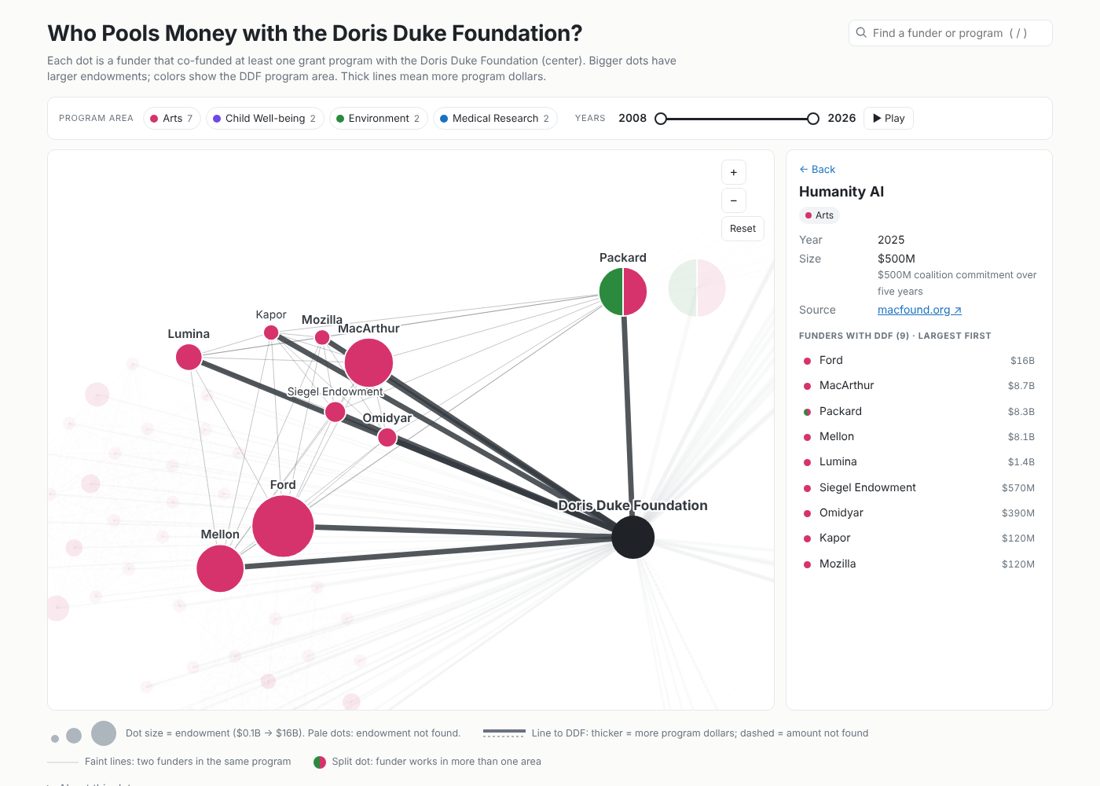 Who Pools Money with the Doris Duke Foundation?
Find a funder or program ( / )
Each dot is a funder that co-funded at least one grant program with the Doris Duke Foundation (center). Bigger dots have
larger endowments; colors show the DDF program area. Thick lines mean more program dollars.
PROGRAM AREA Arts 7 Child Well-being 2 Environment 2 Medical Research 2 YEARS 2008 2026 ▶ Play
+
−
Reset
Packard
Kapor
Mozilla
MacArthur
Lumina
Siegel Endowment
Omidyar
Ford
Doris Duke Foundation
Mellon
← Back
Humanity AI
Arts
Year 2025
Size $500M
$500M coalition commitment over
five years
Source macfound.org ↗
FUNDERS WITH DDF (9) · LARGEST FIRST
Ford $16B
MacArthur $8.7B
Packard $8.3B
Mellon $8.1B
Lumina $1.4B
Siegel Endowment $570M
Omidyar $390M
Kapor $120M
Mozilla $120M
Dot size = endowment ($0.1B → $16B). Pale dots: endowment not found. Line to DDF: thicker = more program dollars; dashed = amount not found
Faint lines: two funders in the same program Split dot: funder works in more than one area